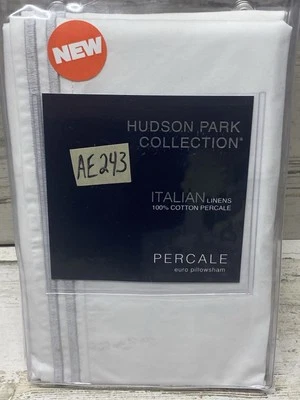 NEW
HUDSON PARK
COLLECTION®
AE243
ITALIAN LINENS
100% COTTON PERCALE
PERCALE
euro pillowsham